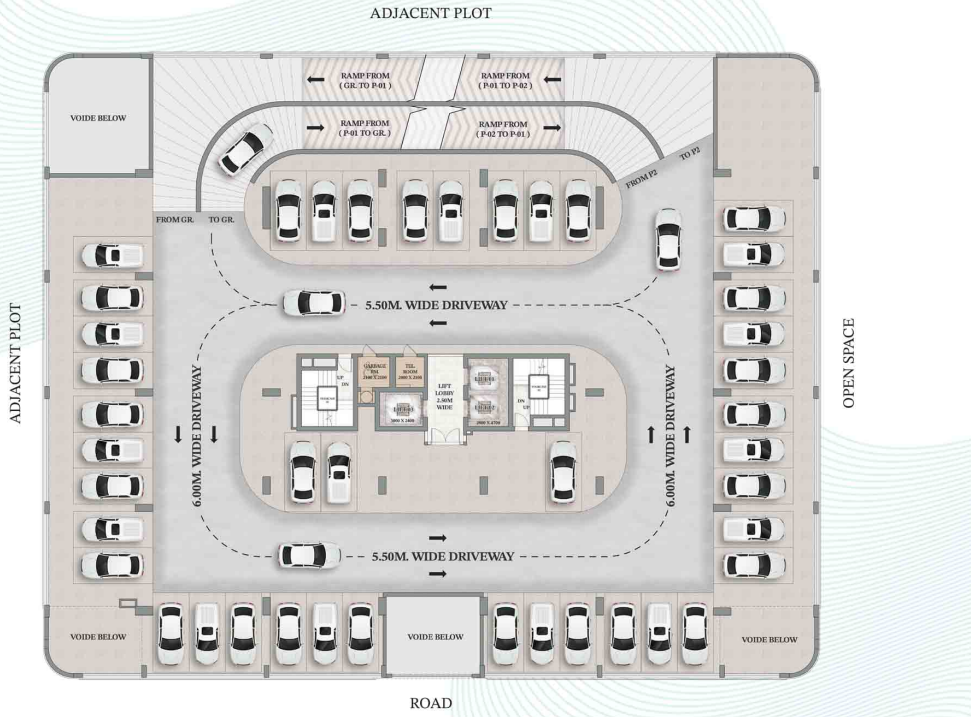 ADJACENT PLOT
RAMP FROM
( GR. TO P-01 )
RAMP FROM
( P-01 TO P-02 )
VOIDE BELOW
RAMP FROM
( P-01 TO GR. )
RAMP FROM
( P-02 TO P-01 )
TO P2
FROM P2
FROM GR.
TO GR.
5.50M. WIDE DRIVEWAY
ADJACENT PLOT
OPEN SPACE
6.00M. WIDE DRIVEWAY
GARBAGE
RM
TEL.
ROOM
UP
DN
LIFT
LOBBY
2.50M
WIDE
DN
UP
6.00M. WIDE DRIVEWAY
5.50M. WIDE DRIVEWAY
VOIDE BELOW
VOIDE BELOW
VOIDE BELOW
ROAD